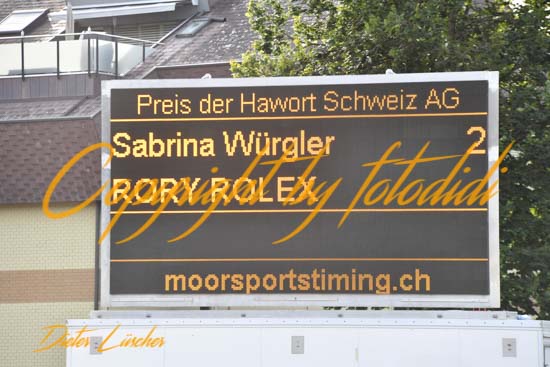 Preis der Hawort Schweiz AG
Sabrina Würgler 2
RORY ROLEX
Copyright by fotodidi
moorsportstiming.ch
Dieter Lüscher